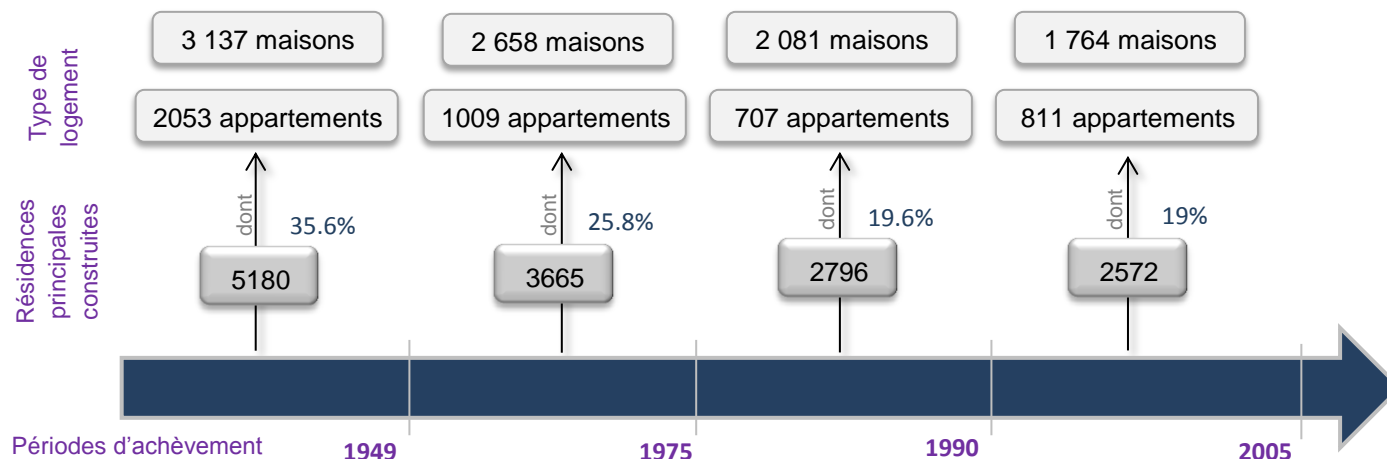 Type de
logement
3 137 maisons
2 658 maisons
2 081 maisons
1 764 maisons
2053 appartements
1009 appartements
707 appartements
811 appartements
Résidences
principales
construites
dont
35.6%
dont
25.8%
dont
19.6%
dont
19%
5180
3665
2796
2572
Périodes d’achèvement
1949
1975
1990
2005